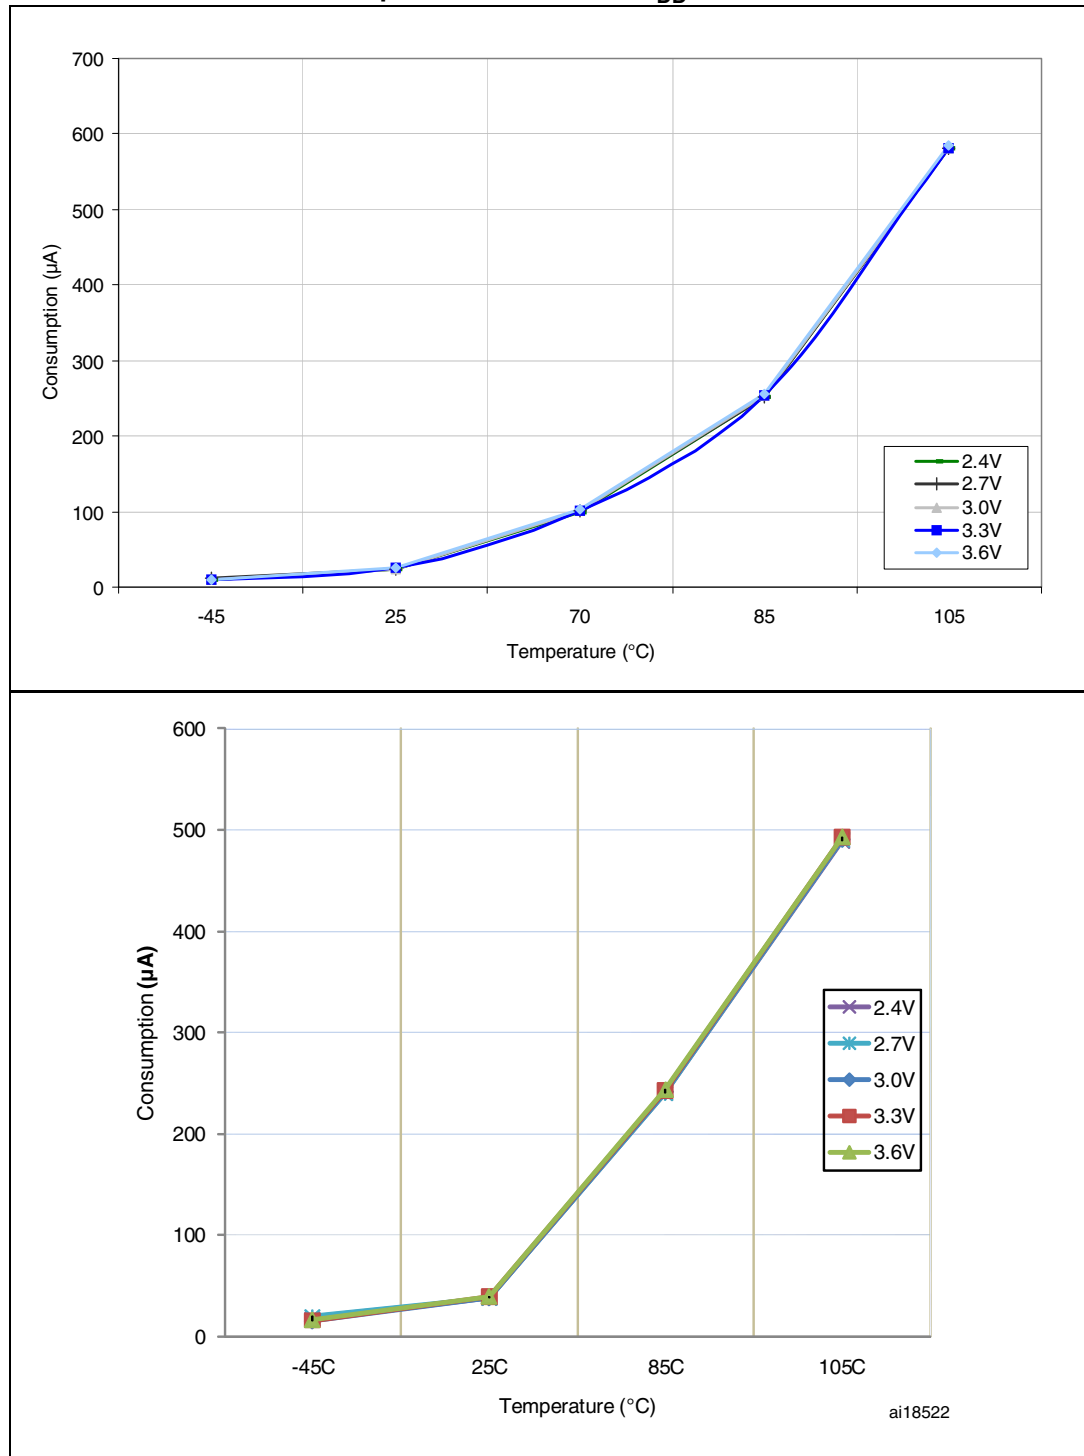 700
600
500
400
300
200
100
0
Consumption (µA)
-45 25 70 85 105
Temperature (°C)
2.4V
2.7V
3.0V
3.3V
3.6V
600
500
400
300
200
100
0
Consumption (µA)
-45C 25C 85C 105C
Temperature (°C)
2.4V
2.7V
3.0V
3.3V
3.6V
ai18522